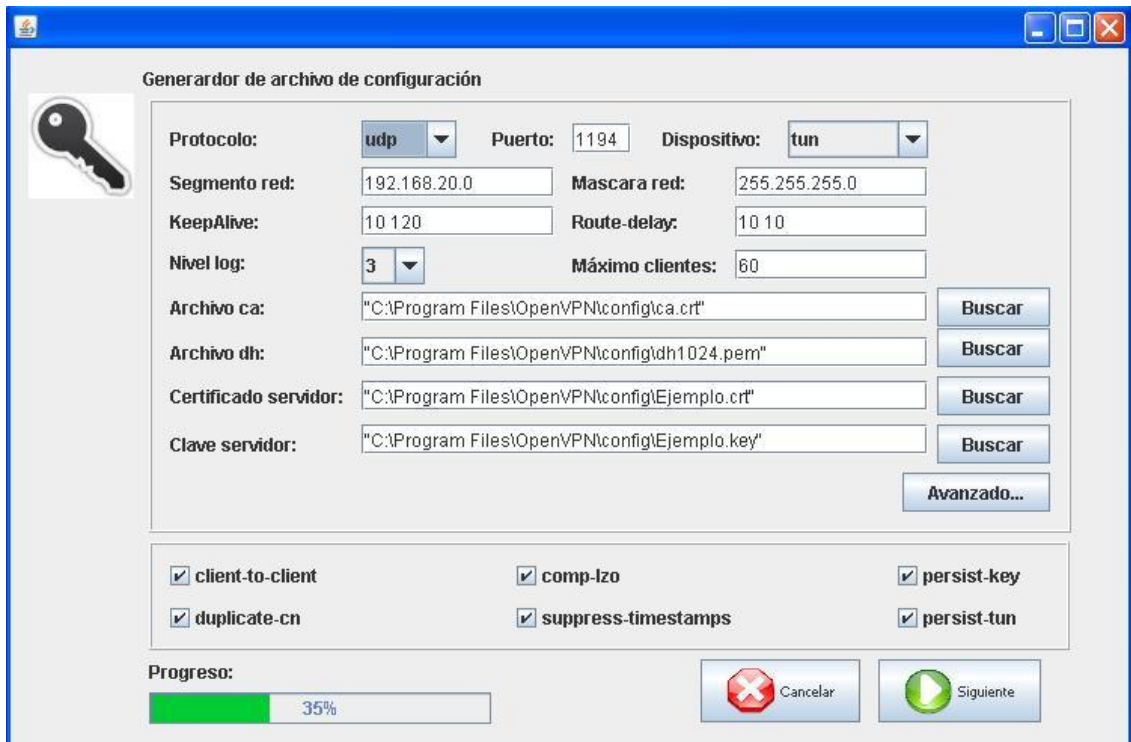 Generardor de archivo de configuración
Protocolo: udp Puerto: 1194 Dispositivo: tun
Segmento red: 192.168.20.0 Mascara red: 255.255.255.0
KeepAlive: 10 120 Route-delay: 10 10
Nivel log: 3 Máximo clientes: 60
Archivo ca: "C:\Program Files\OpenVPN\config\ca.crt" Buscar
Archivo dh: "C:\Program Files\OpenVPN\config\dh1024.pem" Buscar
Certificado servidor: "C:\Program Files\OpenVPN\config\Ejemplo.crt" Buscar
Clave servidor: "C:\Program Files\OpenVPN\config\Ejemplo.key" Buscar
Avanzado...
client-to-client comp-lzo persist-key
duplicate-cn suppress-timestamps persist-tun
Progreso:
35% Cancelar Siguiente